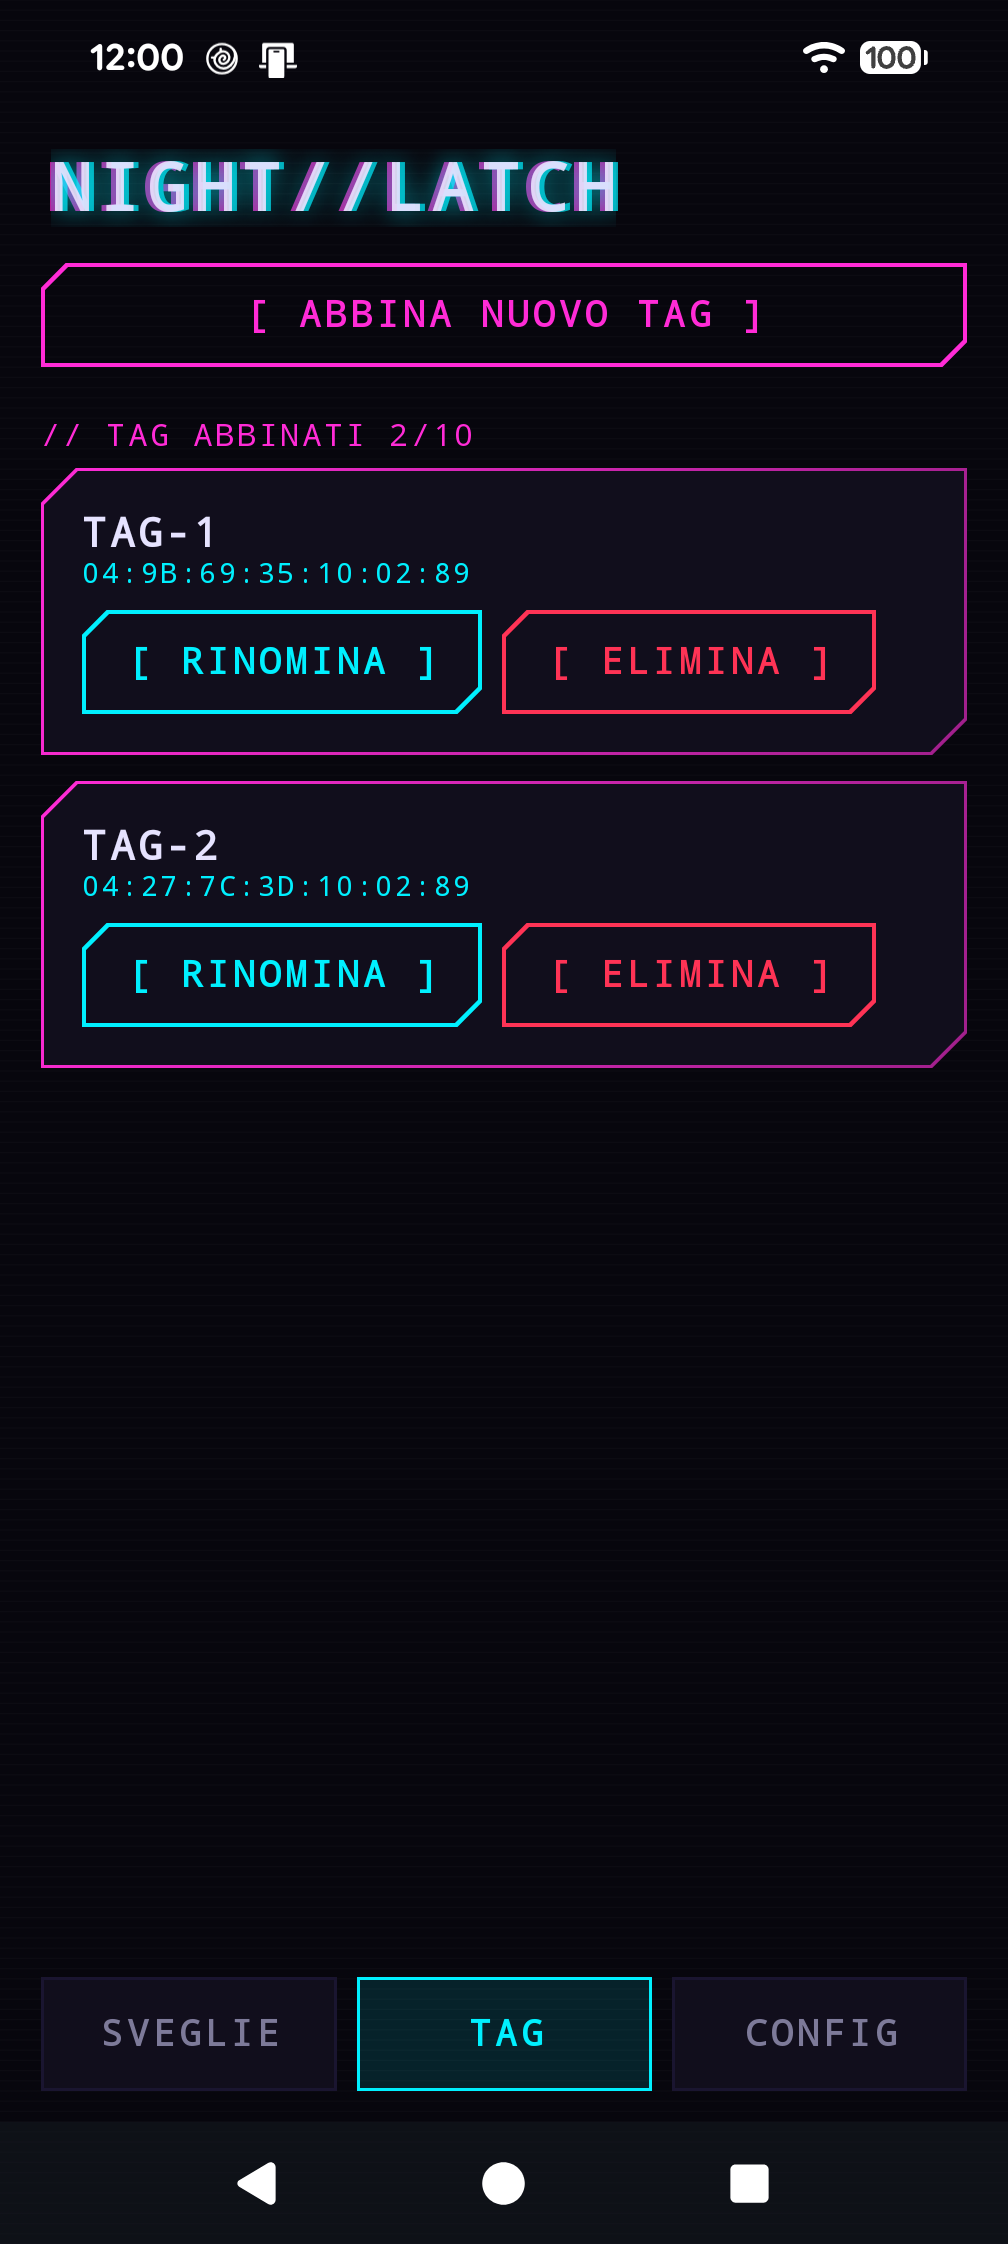 12:00
100
NIGHT//LATCH
[ ABBINA NUOVO TAG ]
// TAG ABBINATI 2/10
TAG-1
04:9B:69:35:10:02:89
[ RINOMINA ] [ ELIMINA ]
TAG-2
04:27:7C:3D:10:02:89
[ RINOMINA ] [ ELIMINA ]
SVEGLIE TAG CONFIG